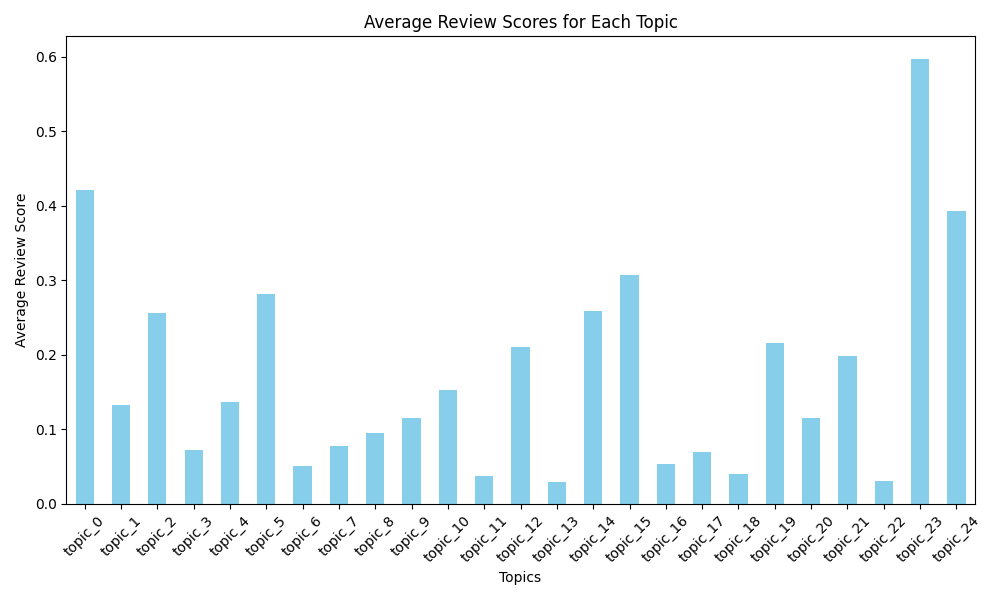 Average Review Scores for Each Topic
Average Review Score
0.6
0.5
0.4
0.3
0.2
0.1
0.0
topic_0
topic_1
topic_2
topic_3
topic_4
topic_5
topic_6
topic_7
topic_8
topic_9
topic_10
topic_11
topic_12
topic_13
topic_14
topic_15
topic_16
topic_17
topic_18
topic_19
topic_20
topic_21
topic_22
topic_23
topic_24
Topics